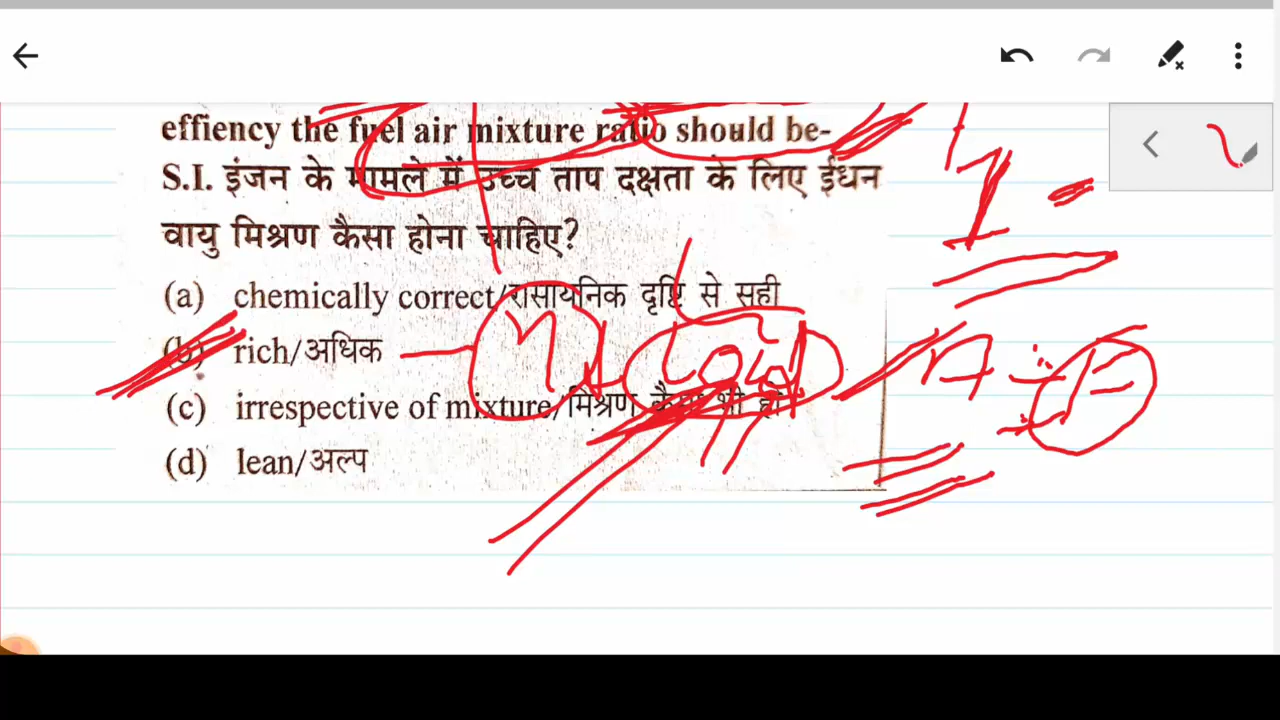 effiency the fuel air mixture ratio should be-
S.I. इंजन के मामले में उच्च ताप दक्षता के लिए ईंधन
वायु मिश्रण कैसा होना चाहिए?
(a) chemically correct/रासायनिक दृष्टि से सही
(b) rich/अधिक
(c) irrespective of mixture/मिश्रण कैसा भी हो
(d) lean/अल्प